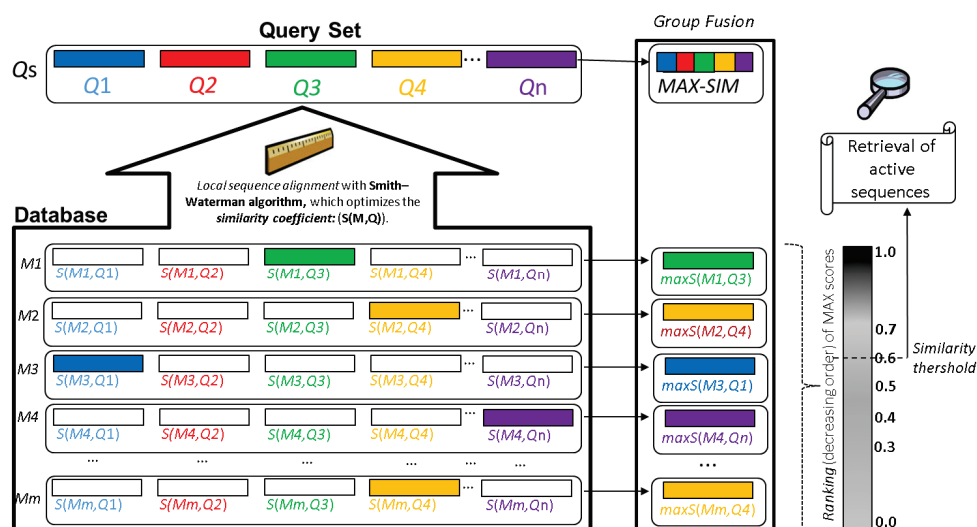 Query Set
Group Fusion
Qs
Q1 Q2 Q3 Q4 ... Qn
MAX-SIM
Retrieval of
active
sequences
Local sequence alignment with Smith–
Waterman algorithm, which optimizes the
similarity coefficient: (S(M,Q)).
Database
M1 ...
S(M1,Q1) S(M1,Q2) S(M1,Q3) S(M1,Q4) S(M1,Qn) maxS(M1,Q3)
M2 ...
S(M2,Q1) S(M2,Q2) S(M2,Q3) S(M2,Q4) S(M2,Qn) maxS(M2,Q4)
M3 ...
S(M3,Q1) S(M3,Q2) S(M3,Q3) S(M3,Q4) S(M3,Qn) maxS(M3,Q1)
M4 ...
S(M4,Q1) S(M4,Q2) S(M4,Q3) S(M4,Q4) S(M4,Qn) maxS(M4,Qn)
... ... ... ... ... ...
Mm ...
S(Mm,Q1) S(Mm,Q2) S(Mm,Q3) S(Mm,Q4) S(Mm,Qn) maxS(Mm,Q4)
Ranking (decreasing order) of MAX scores
1.0
0.7
0.6
0.5
0.4
0.3
0.0
Similarity
thershold